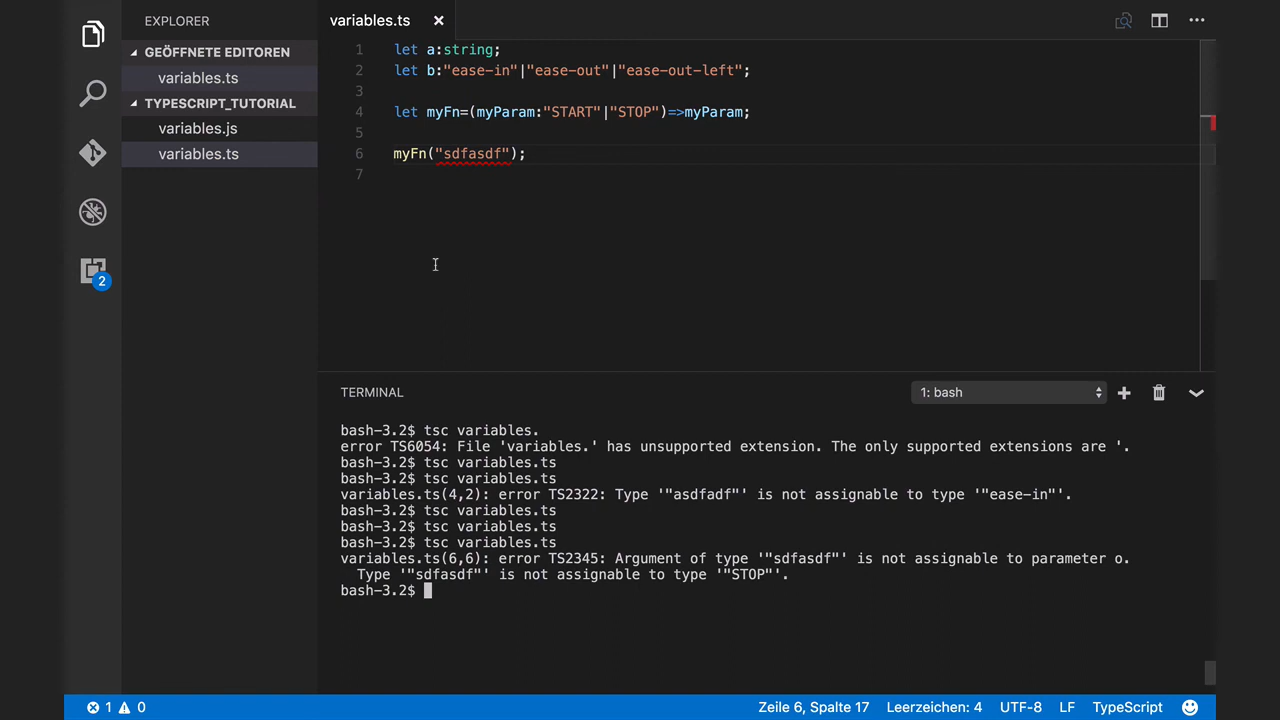 EXPLORER
GEÖFFNETE EDITOREN
variables.ts
TYPESCRIPT_TUTORIAL
variables.js
variables.ts
2
variables.ts
1 let a:string;
2 let b:"ease-in"|"ease-out"|"ease-out-left";
3
4 let myFn=(myParam:"START"|"STOP")=>myParam;
5
6 myFn("sdfasdf");
7
TERMINAL
1: bash
bash-3.2$ tsc variables.
error TS6054: File 'variables.' has unsupported extension. The only supported extensions are '.
bash-3.2$ tsc variables.ts
bash-3.2$ tsc variables.ts
variables.ts(4,2): error TS2322: Type '"asdfadf"' is not assignable to type '"ease-in"'.
bash-3.2$ tsc variables.ts
bash-3.2$ tsc variables.ts
bash-3.2$ tsc variables.ts
variables.ts(6,6): error TS2345: Argument of type '"sdfasdf"' is not assignable to parameter o.
Type '"sdfasdf"' is not assignable to type '"STOP"'.
bash-3.2$
1 0
Zeile 6, Spalte 17 Leerzeichen: 4 UTF-8 LF TypeScript